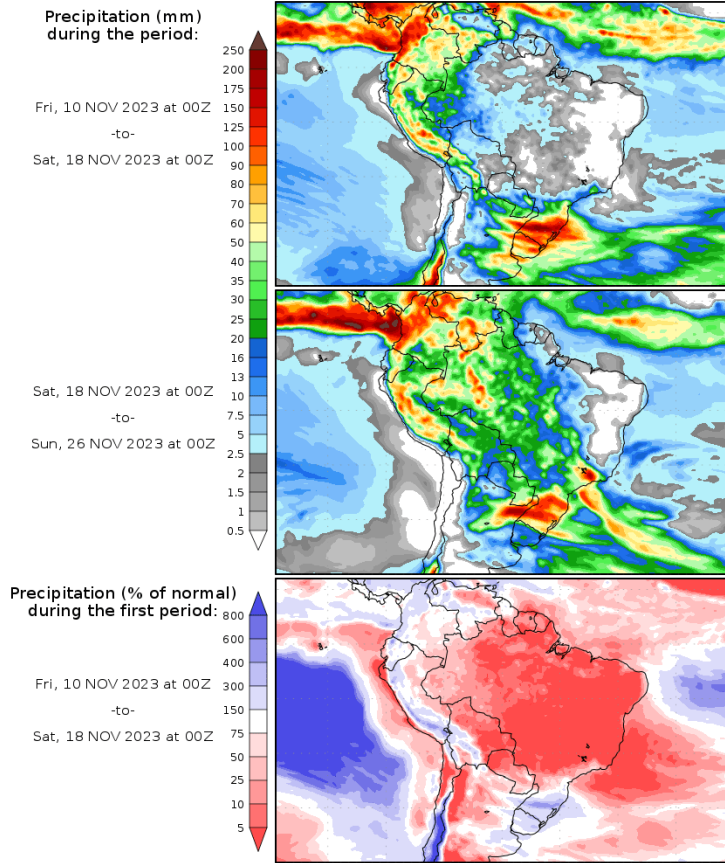 Precipitation (mm)
during the period:
Fri, 10 NOV 2023 at 00Z
-to-
Sat, 18 NOV 2023 at 00Z
250
200
175
150
125
100
90
80
70
60
50
40
35
30
25
20
16
13
10
7.5
5
2.5
2
1.5
1
0.5
Sat, 18 NOV 2023 at 00Z
-to-
Sun, 26 NOV 2023 at 00Z
Precipitation (% of normal)
during the first period:
Fri, 10 NOV 2023 at 00Z
-to-
Sat, 18 NOV 2023 at 00Z
800
600
400
300
150
75
50
25
10
5